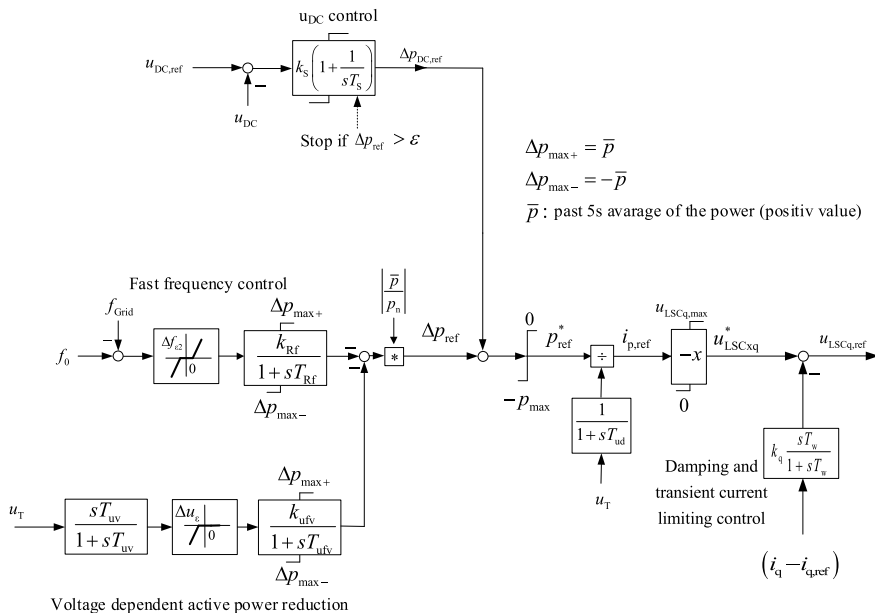 u_DC control
u_DC,ref
−
u_DC
k_S(1 + 1/(sT_S))
Δp_DC,ref
Stop if Δp_ref > ε
Δp_max+ = p̅
Δp_max− = −p̅
p̅ : past 5s avarage of the power (positiv value)
Fast frequency control
f_Grid
f_0
−
Δf_ε2
0
Δp_max+
k_Rf/(1 + sT_Rf)
Δp_max−
−
−
|p̅/p_n|
*
Δp_ref
0
−p_max
p*_ref
÷
i_p,ref
1/(1 + sT_ud)
u_T
u_LSCq,max
−x
0
u*_LSCxq
−
u_LSCq,ref
k_q sT_w/(1 + sT_w)
Damping and
transient current
limiting control
(i_q − i_q,ref)
u_T
sT_uv/(1 + sT_uv)
Δu_ε
0
Δp_max+
k_ufv/(1 + sT_ufv)
Δp_max−
Voltage dependent active power reduction